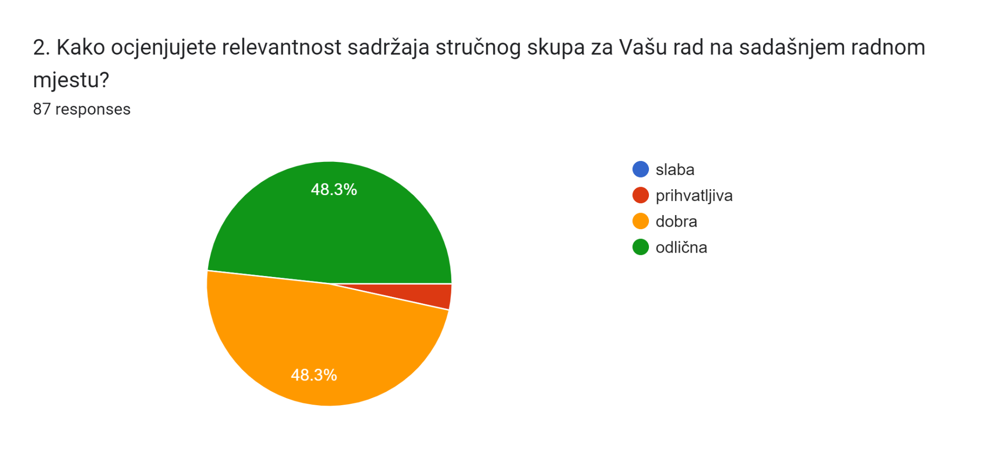 2. Kako ocjenjujete relevantnost sadržaja stručnog skupa za Vašu rad na sadašnjem radnom
mjestu?
87 responses
48.3%
48.3%
slaba
prihvatljiva
dobra
odlična